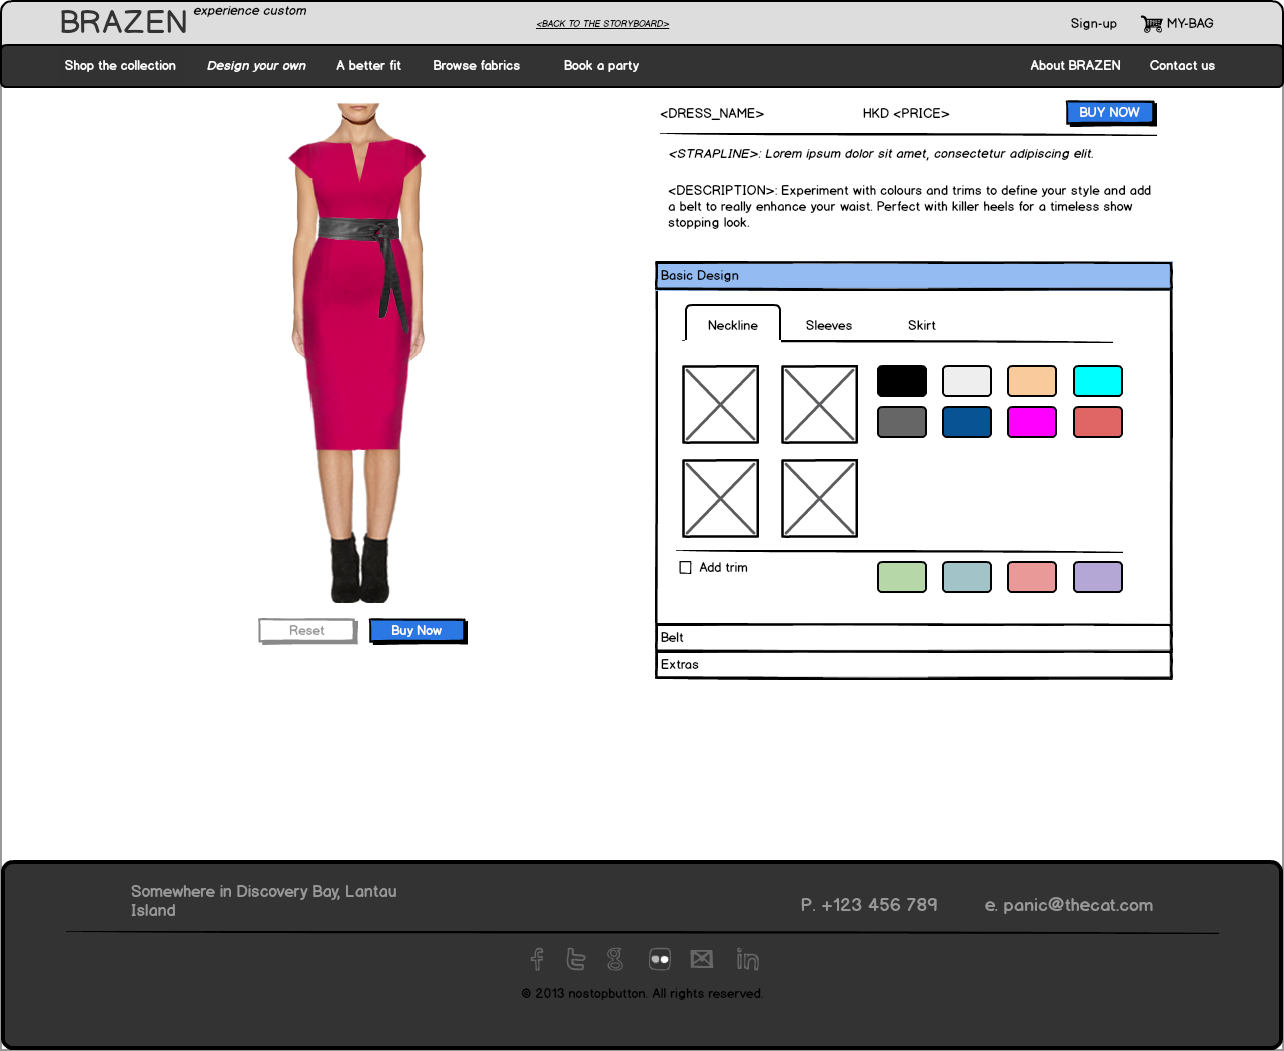 BRAZEN experience custom
<BACK TO THE STORYBOARD>
Sign-up MY-BAG
Shop the collection Design your own A better fit Browse fabrics Book a party About BRAZEN Contact us
<DRESS_NAME> HKD <PRICE> BUY NOW
<STRAPLINE>: Lorem ipsum dolor sit amet, consectetur adipiscing elit.
<DESCRIPTION>: Experiment with colours and trims to define your style and add
a belt to really enhance your waist. Perfect with killer heels for a timeless show
stopping look.
Basic Design
Neckline Sleeves Skirt
Add trim
Reset Buy Now
Belt
Extras
Somewhere in Discovery Bay, Lantau
Island
P. +123 456 789 e. panic@thecat.com
© 2013 nostopbutton. All rights reserved.